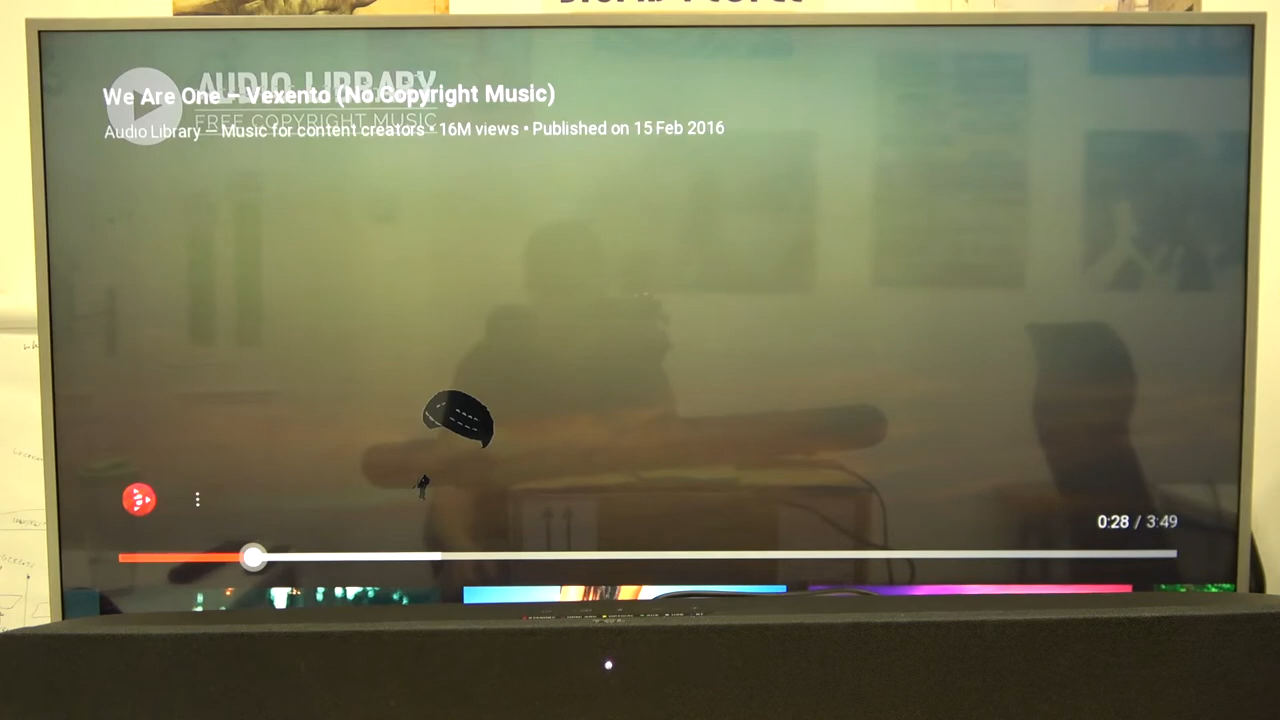 AUDIO LIBRARY
We Are One – Vexento (No Copyright Music)
FREE COPYRIGHT MUSIC
Audio Library – Music for content creators • 16M views • Published on 15 Feb 2016
0:28 / 3:49